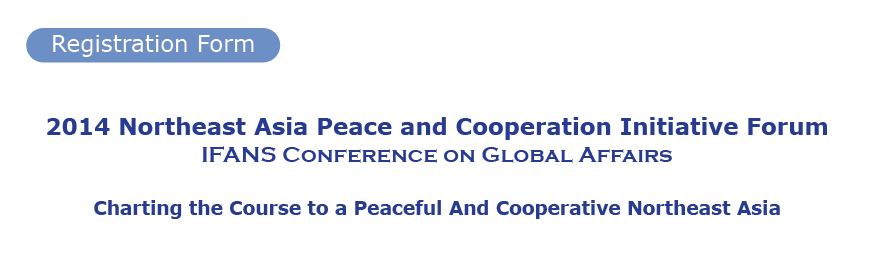 Registration Form
2014 Northeast Asia Peace and Cooperation Initiative Forum
IFANS Conference on Global Affairs
Charting the Course to a Peaceful And Cooperative Northeast Asia